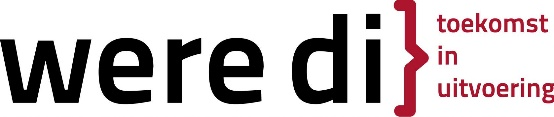 were di
toekomst
in
uitvoering